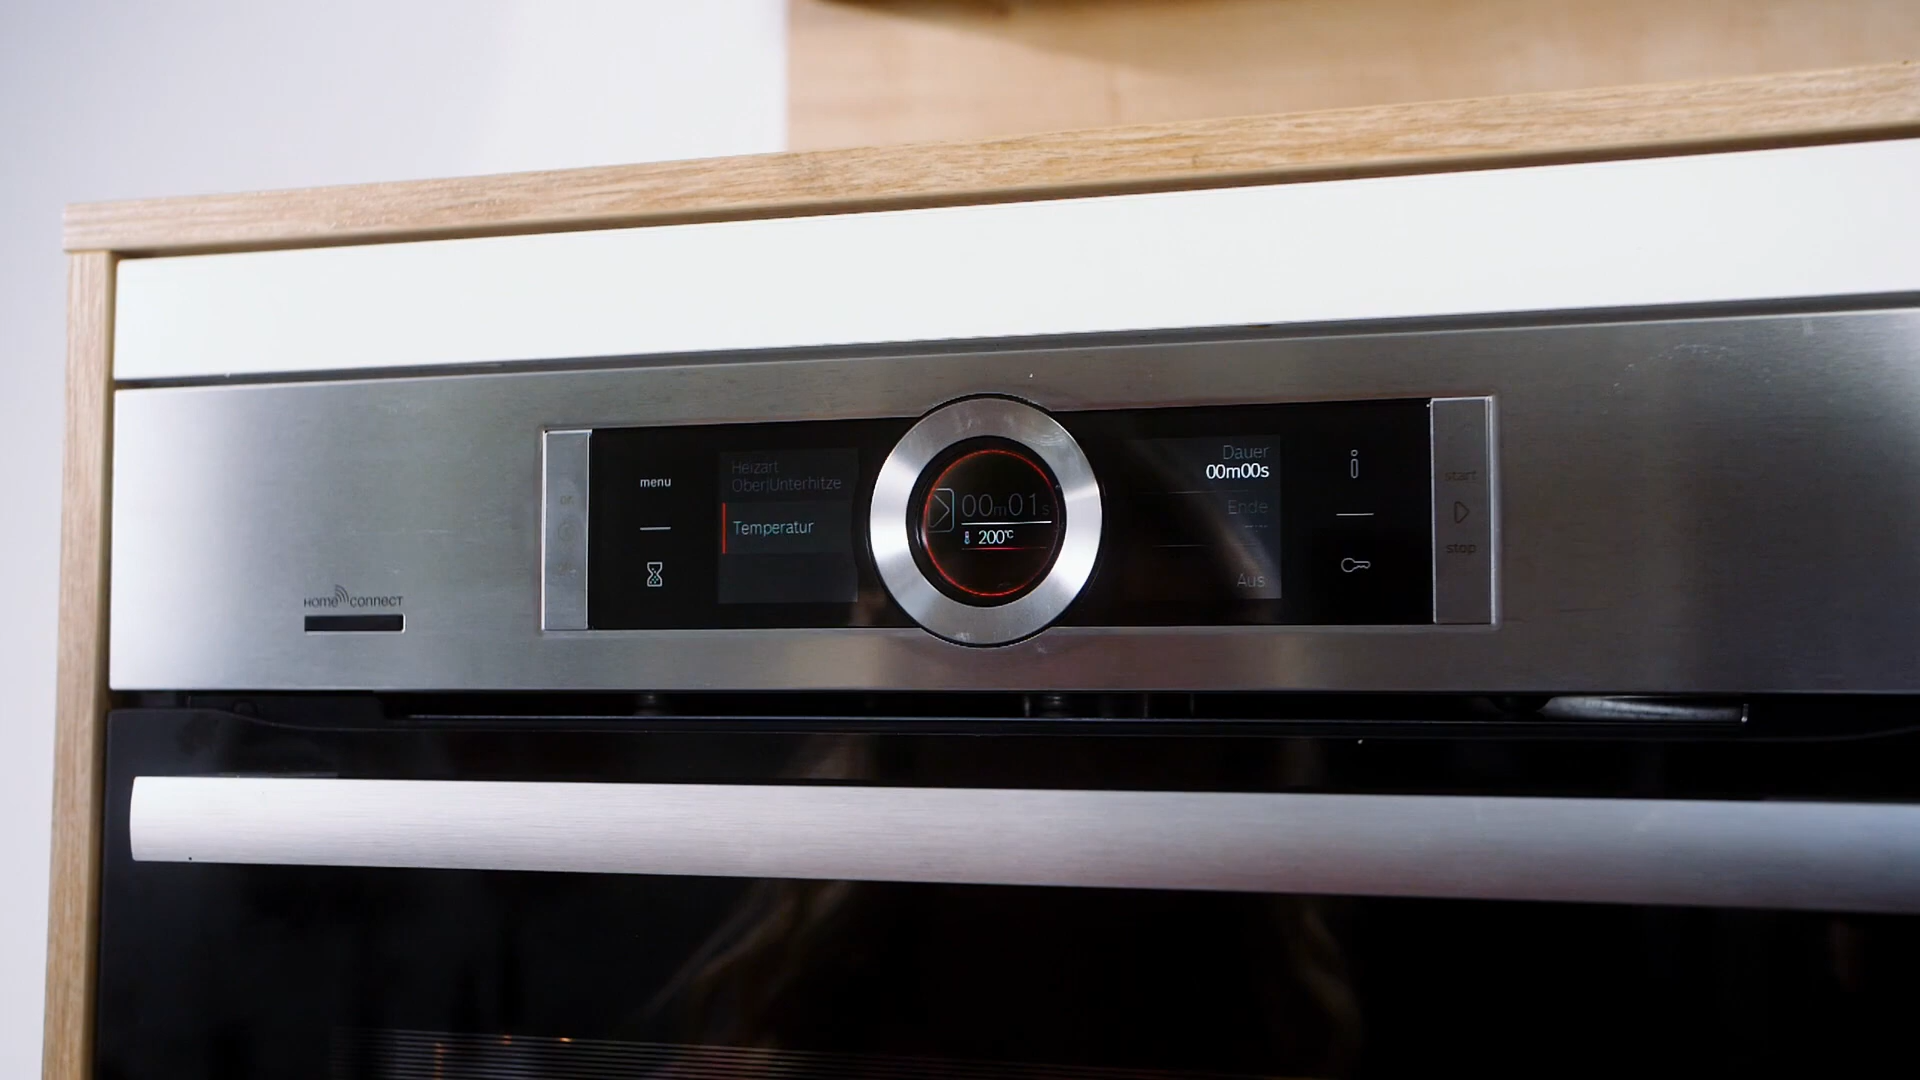 menu
Heizart
Ober|Unterhitze
Temperatur
00m01s
200°C
Dauer
00m00s
Ende
--:--
Aus
start
stop
Home connect